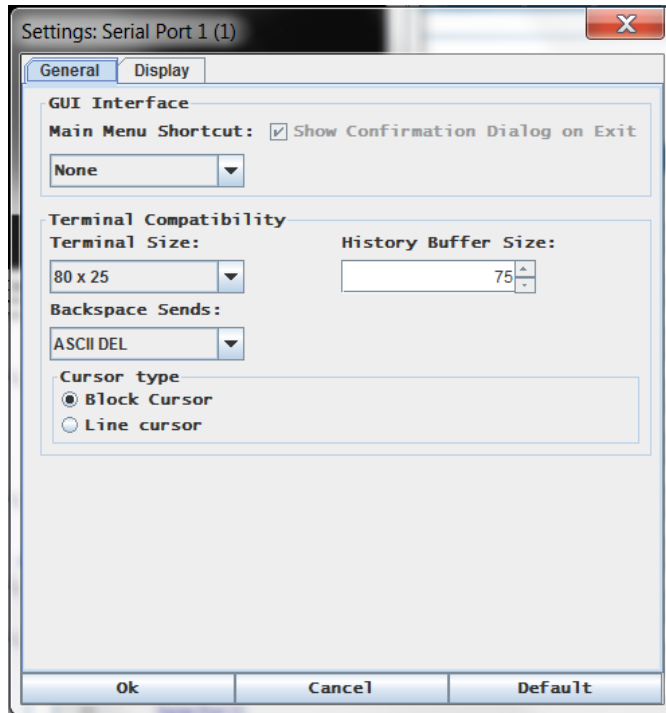 Settings: Serial Port 1 (1)
General Display
GUI Interface
Main Menu Shortcut: Show Confirmation Dialog on Exit
None
Terminal Compatibility
Terminal Size: History Buffer Size:
80 x 25 75
Backspace Sends:
ASCII DEL
Cursor type
Block Cursor
Line cursor
Ok Cancel Default